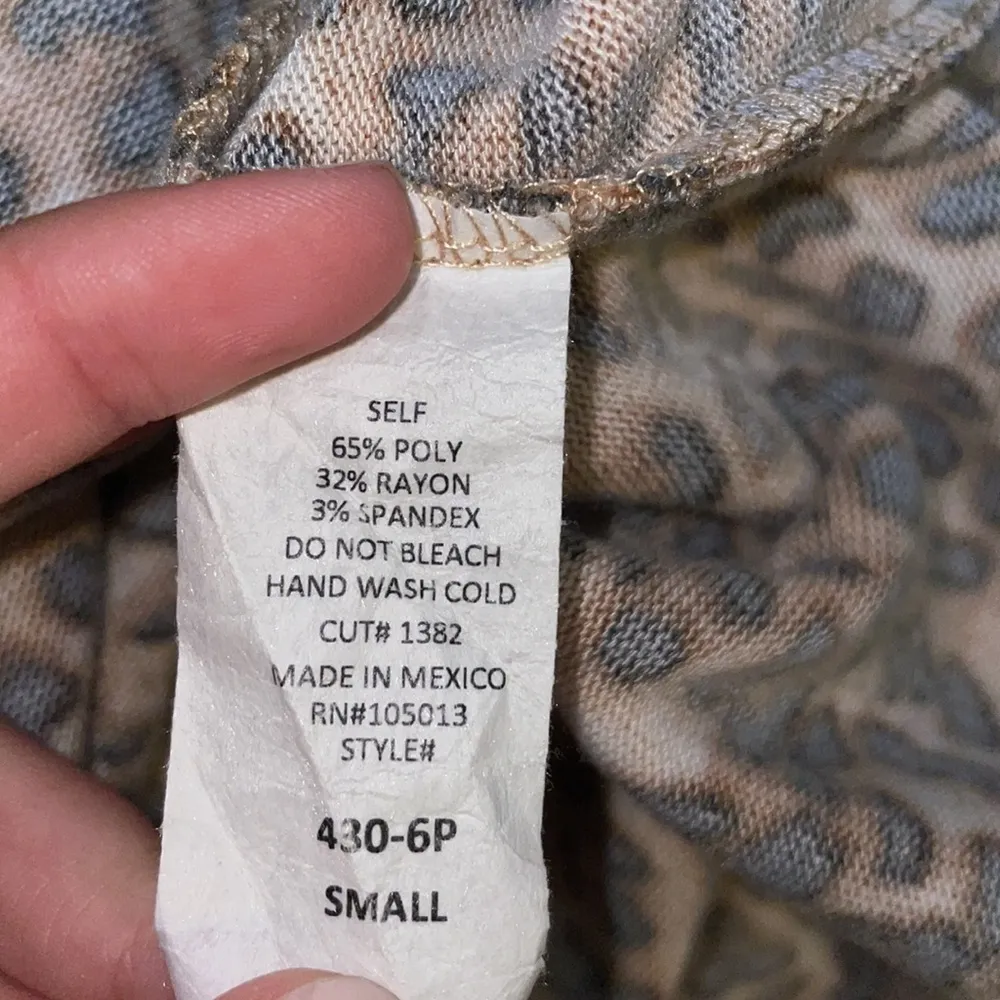 SELF
65% POLY
32% RAYON
3% SPANDEX
DO NOT BLEACH
HAND WASH COLD
CUT# 1382
MADE IN MEXICO
RN#105013
STYLE#
430-6P
SMALL